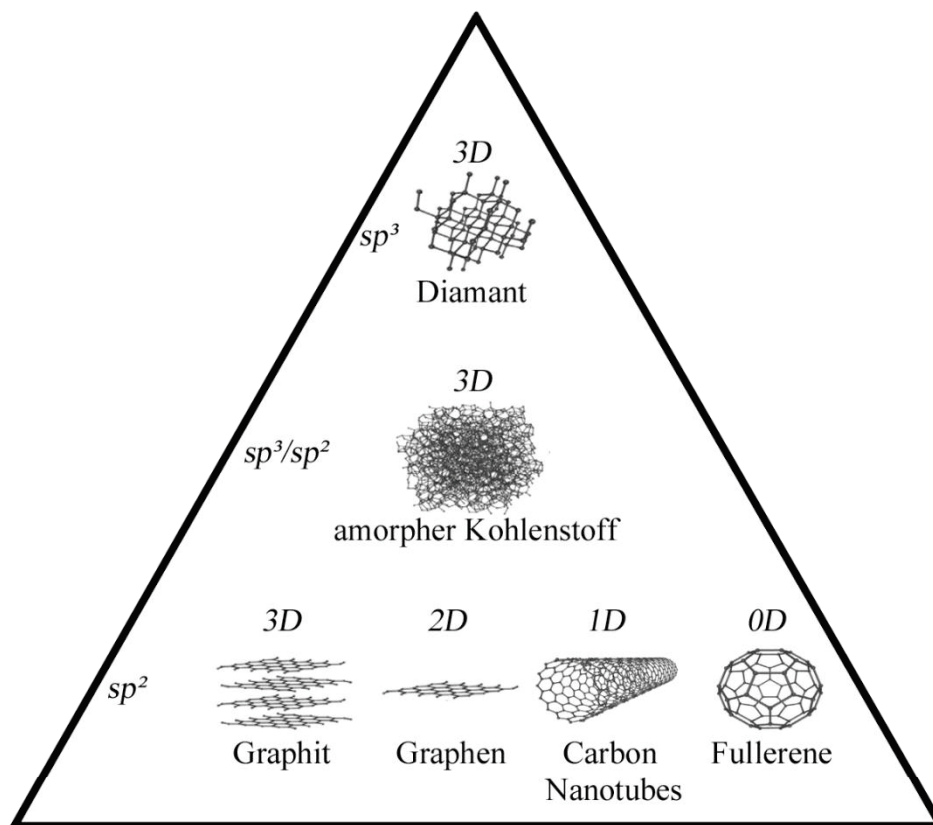 3D
sp³
Diamant
3D
sp³/sp²
amorpher Kohlenstoff
3D 2D 1D 0D
sp²
Graphit Graphen Carbon Fullerene
Nanotubes